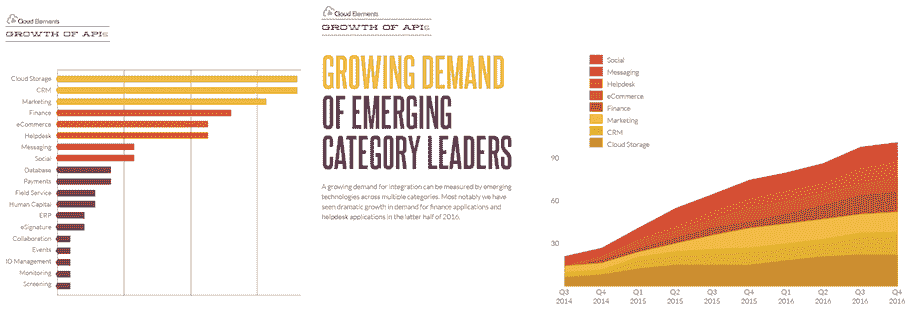 Cloud Elements
GROWTH OF APIs
Cloud Storage
CRM
Marketing
Finance
eCommerce
Helpdesk
Messaging
Social
Database
Payments
Field Service
Human Capital
ERP
eSignature
Collaboration
Events
ID Management
Monitoring
Screening
Cloud Elements
GROWTH OF APIs
GROWING DEMAND
OF EMERGING
CATEGORY LEADERS
A growing demand for integration can be measured by emerging
technologies across multiple categories. Most notably we have
seen dramatic growth in demand for finance applications and
helpdesk applications in the latter half of 2016.
Social
Messaging
Helpdesk
eCommerce
Finance
Marketing
CRM
Cloud Storage
90
60
30
Q3 Q4 Q1 Q2 Q3 Q4 Q1 Q2 Q3 Q4
2014 2014 2015 2015 2015 2015 2016 2016 2016 2016